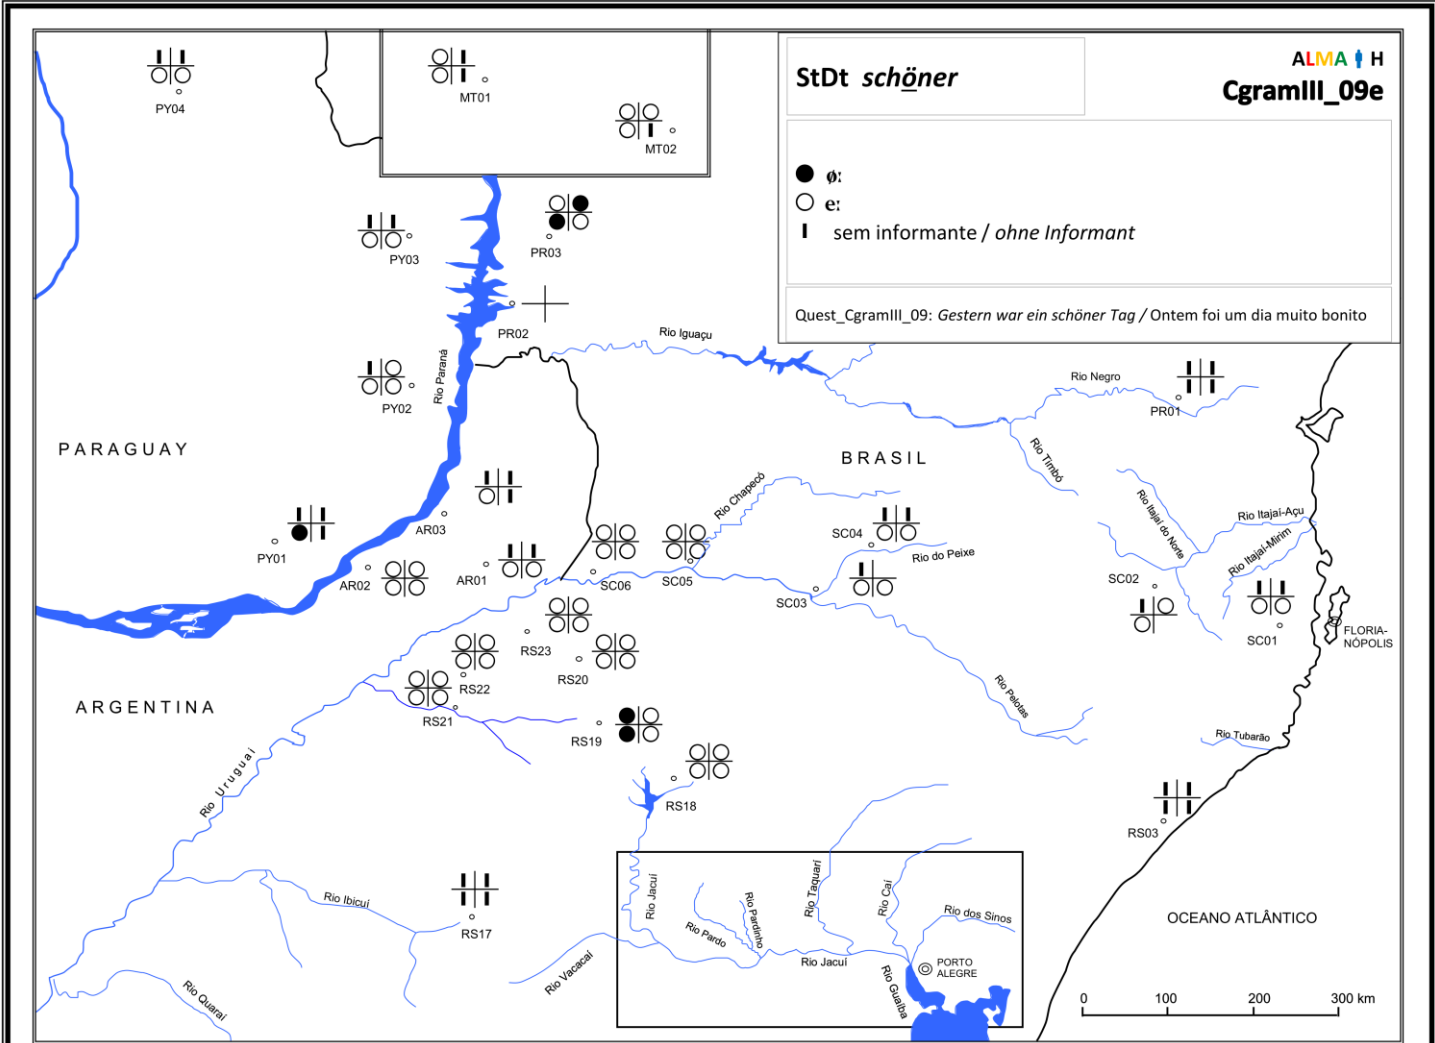 StDt schöner
ALMA H
CgramIII_09e
øː
eː
sem informante / ohne Informant
Quest_CgramIII_09: Gestern war ein schöner Tag / Ontem foi um dia muito bonito
PY04
MT01
MT02
PR03
PY03
PR02
Rio Iguaçu
Rio Paraná
PY02
Rio Negro
PR01
PARAGUAY
BRASIL
Rio Timbó
Rio Chapecó
Rio Itajaí do Norte
Rio Itajaí-Açu
Rio Itajaí-Mirim
AR03
PY01
SC04
Rio do Peixe
AR02
AR01
SC06
SC05
SC03
SC02
SC01
FLORIA-
NÓPOLIS
RS23
RS20
RS22
RS21
Rio Pelotas
ARGENTINA
RS19
Rio Tubarão
Rio Uruguai
RS18
RS03
Rio Ibicuí
RS17
Rio Jacuí
Rio Pardo
Rio Pardinho
Rio Taquarí
Rio Caí
Rio dos Sinos
OCEANO ATLÂNTICO
Rio Vacacaí
Rio Jacuí
PORTO
ALEGRE
Rio Guaíba
Rio Quaraí
0 100 200 300 km